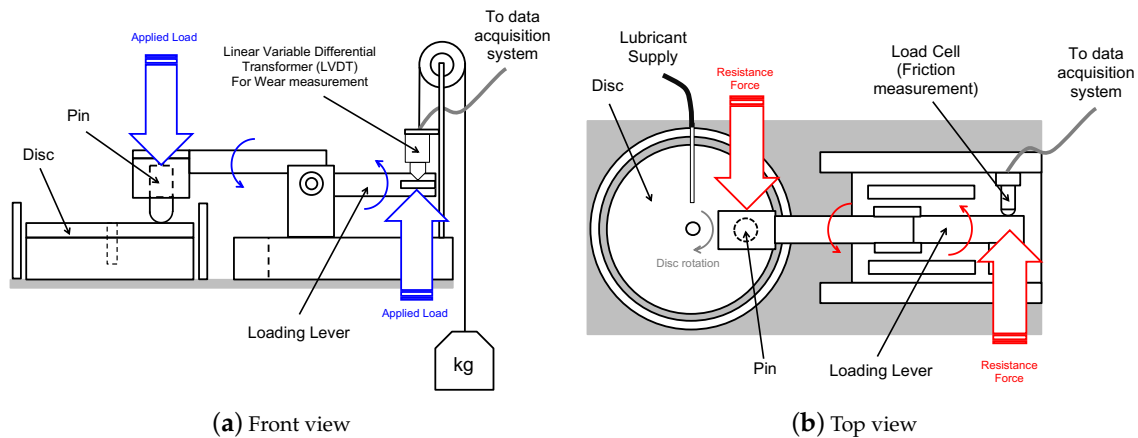 Applied Load
Linear Variable Differential
Transformer (LVDT)
For Wear measurement
To data
acquisition
system
Pin
Disc
Loading Lever
Applied Load
kg
(a) Front view
Lubricant
Supply
Disc
Resistance
Force
Load Cell
(Friction
measurement)
To data
acquisition
system
Disc rotation
Pin
Loading Lever
Resistance
Force
(b) Top view